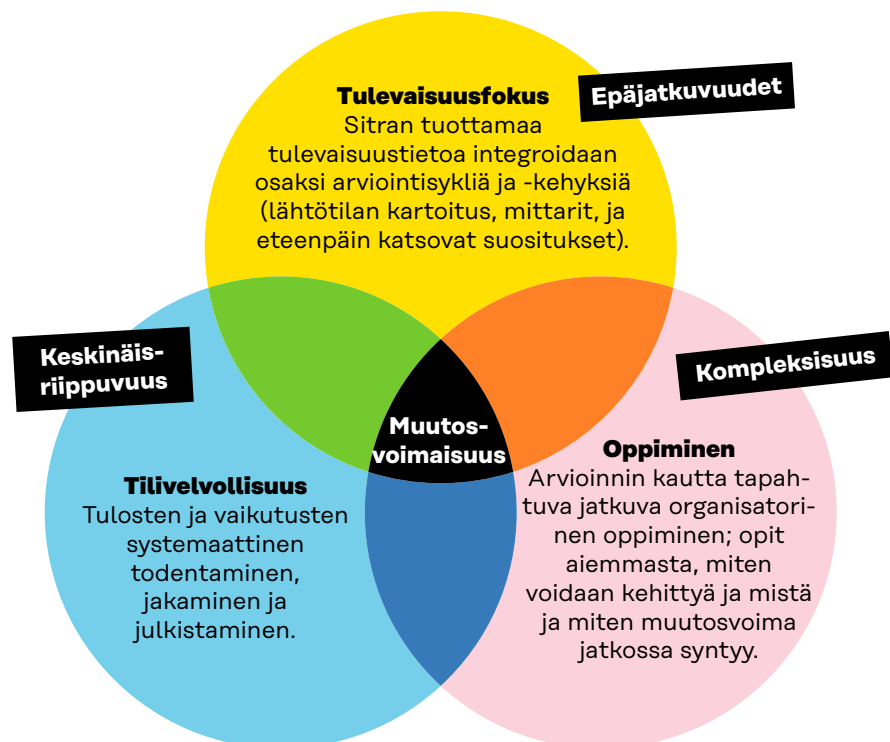 Tulevaisuusfokus
Sitran tuottamaa
tulevaisuustietoa integroidaan
osaksi arviointisykliä ja -kehyksiä
(lähtötilan kartoitus, mittarit, ja
eteenpäin katsovat suositukset).
Epäjatkuvuudet
Keskinäis-
riippuvuus
Kompleksisuus
Muutos-
voimaisuus
Tilivelvollisuus
Tulosten ja vaikutusten
systemaattinen
todentaminen,
jakaminen ja
julkistaminen.
Oppiminen
Arvioinnin kautta tapah-
tuva jatkuva organisatori-
nen oppiminen; opit
aiemmasta, miten
voidaan kehittyä ja mistä
ja miten muutosvoima
jatkossa syntyy.